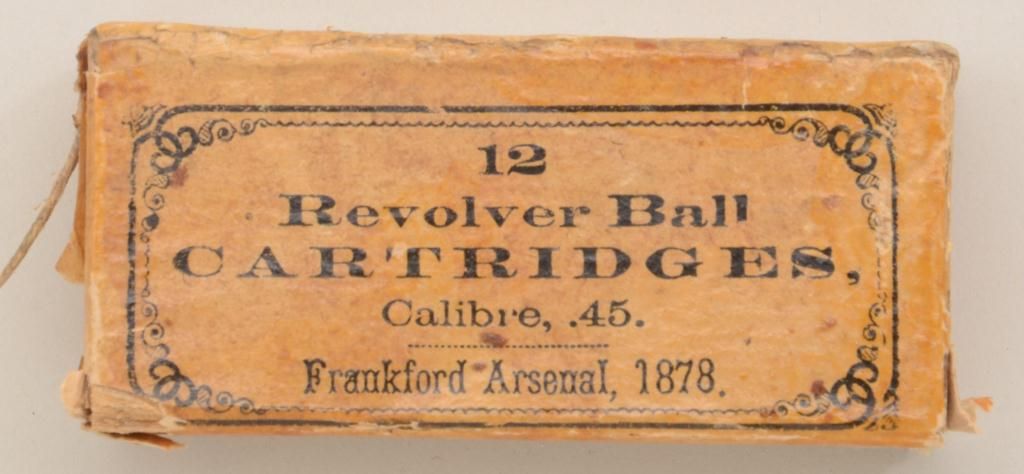 12
Revolver Ball
CARTRIDGES,
Calibre, .45.
Frankford Arsenal, 1878.